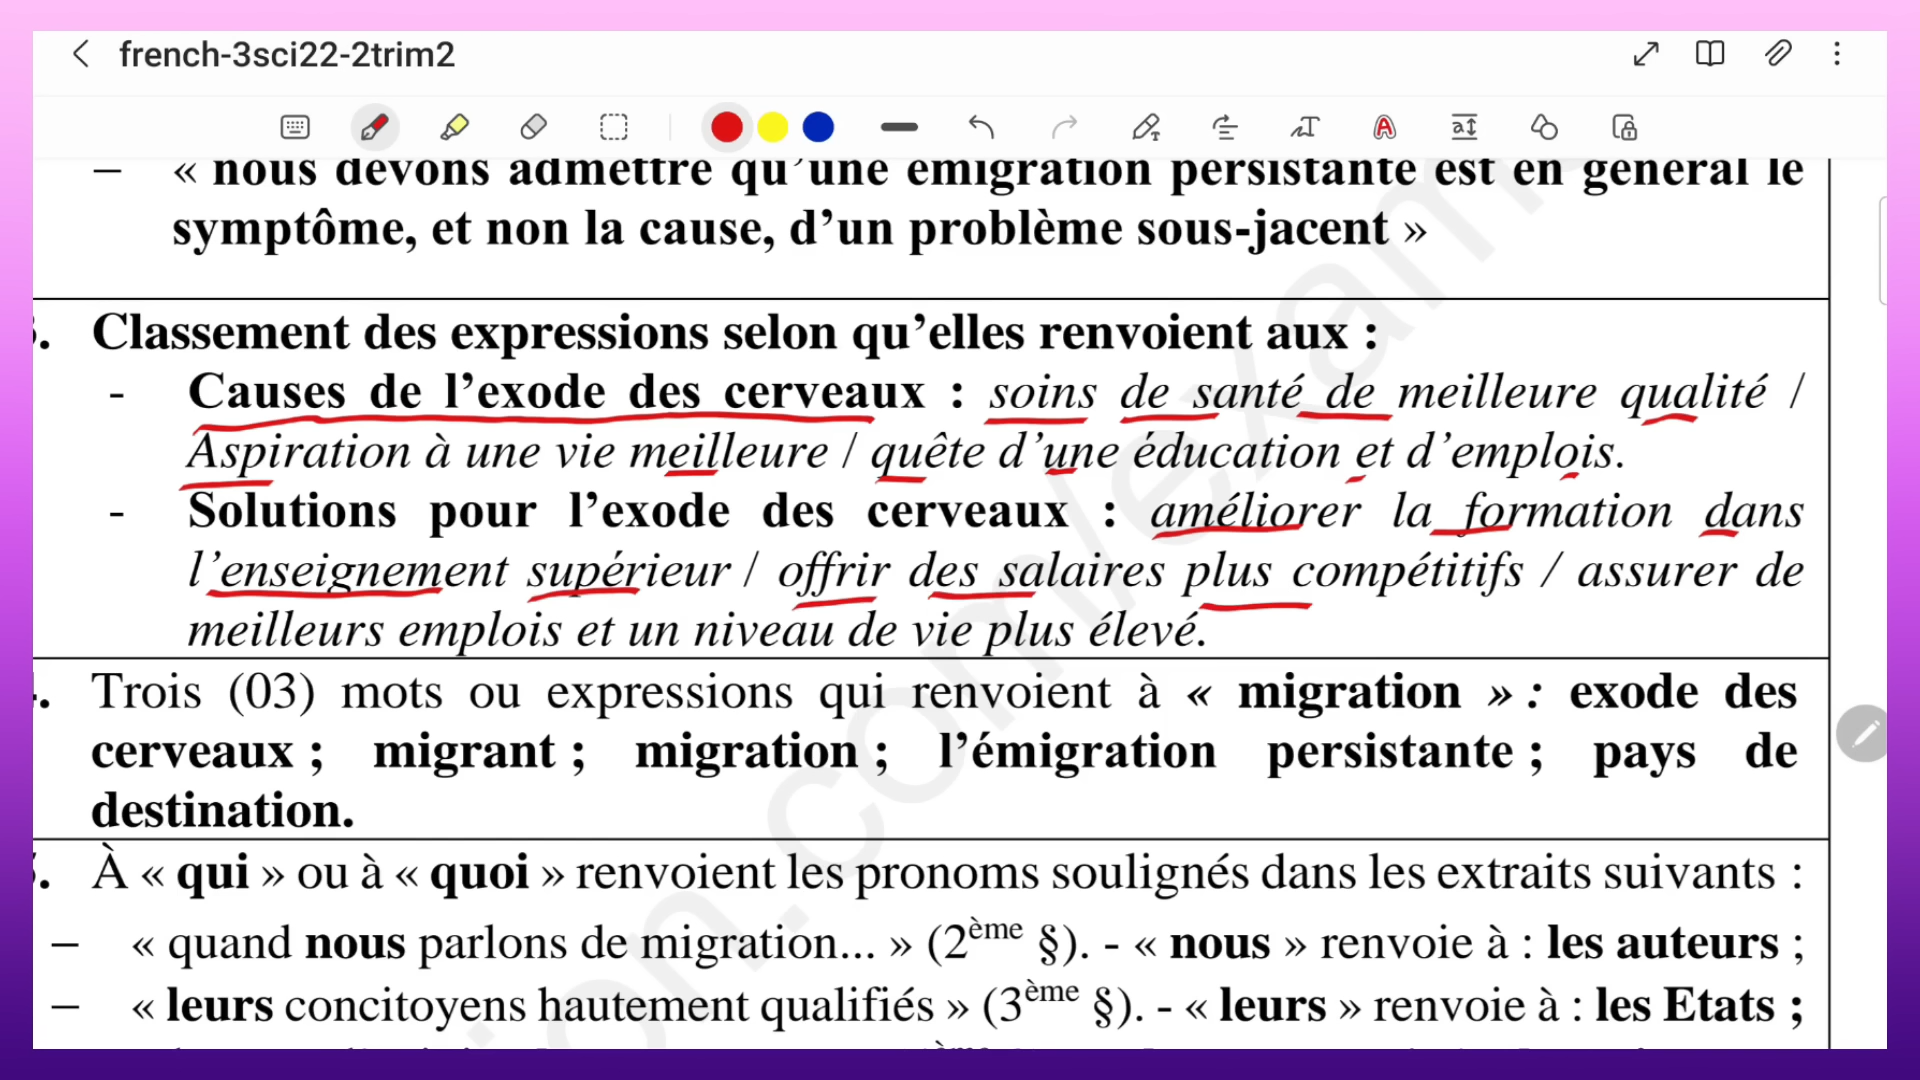 french-3sci22-2trim2
– « nous devons admettre qu’une émigration persistante est en général le
symptôme, et non la cause, d’un problème sous-jacent »
. Classement des expressions selon qu’elles renvoient aux :
- Causes de l’exode des cerveaux : soins de santé de meilleure qualité /
Aspiration à une vie meilleure / quête d’une éducation et d’emplois.
- Solutions pour l’exode des cerveaux : améliorer la formation dans
l’enseignement supérieur / offrir des salaires plus compétitifs / assurer de
meilleurs emplois et un niveau de vie plus élevé.
. Trois (03) mots ou expressions qui renvoient à « migration » : exode des
cerveaux ; migrant ; migration ; l’émigration persistante ; pays de
destination.
. À « qui » ou à « quoi » renvoient les pronoms soulignés dans les extraits suivants :
– « quand nous parlons de migration... » (2ème §). - « nous » renvoie à : les auteurs ;
– « leurs concitoyens hautement qualifiés » (3ème §). - « leurs » renvoie à : les Etats ;